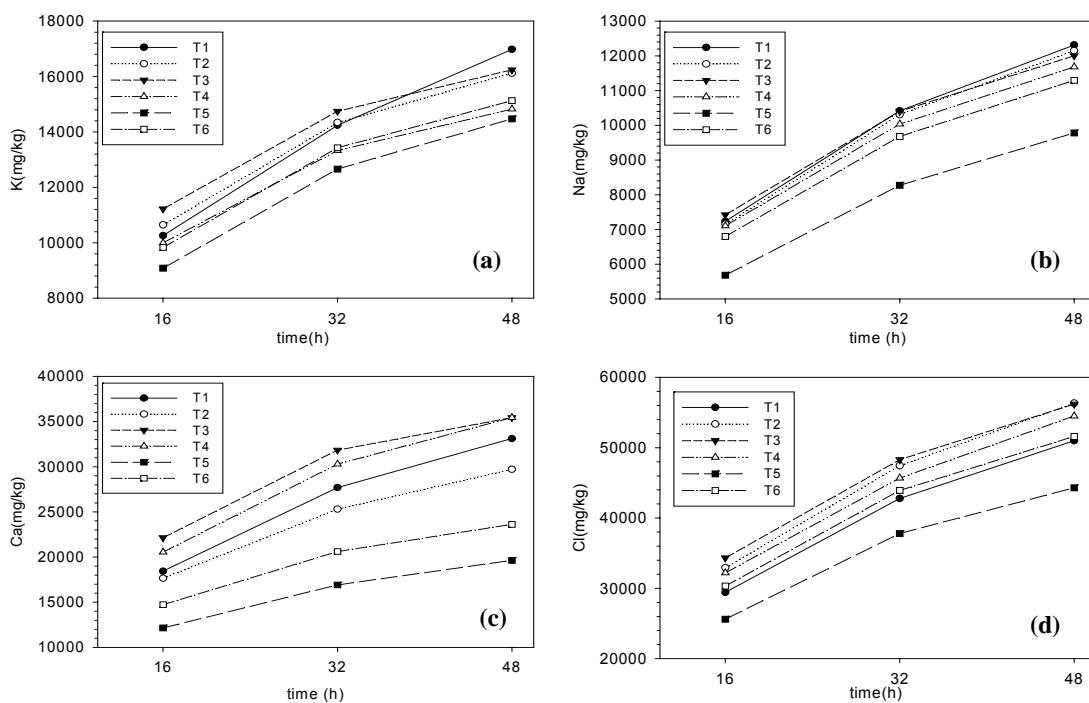 18000
16000
14000
12000
10000
8000
K(mg/kg)
T1
T2
T3
T4
T5
T6
(a)
16
32
48
time(h)
13000
12000
11000
10000
9000
8000
7000
6000
5000
Na(mg/kg)
T1
T2
T3
T4
T5
T6
(b)
16
32
48
time (h)
40000
35000
30000
25000
20000
15000
10000
Ca(mg/kg)
T1
T2
T3
T4
T5
T6
(c)
16
32
48
time (h)
60000
50000
40000
30000
20000
Cl(mg/kg)
T1
T2
T3
T4
T5
T6
(d)
16
32
48
time(h)